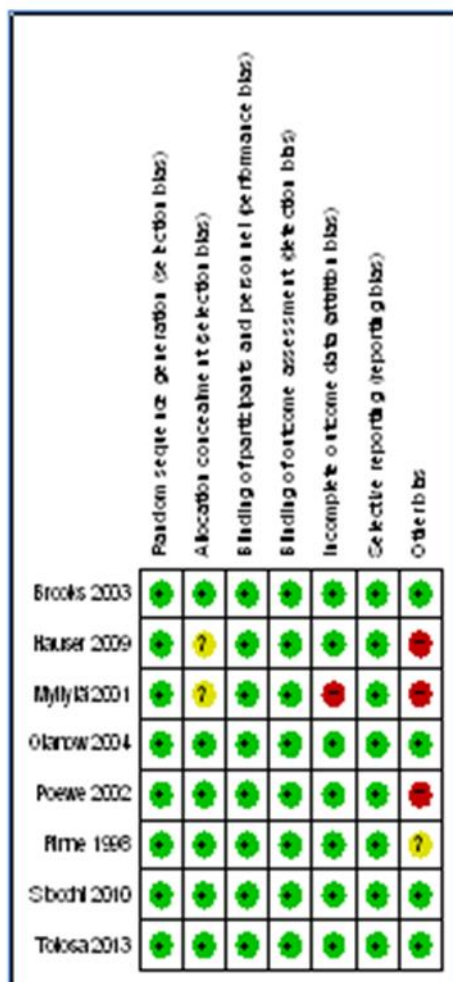 Random sequence generation (selection bias)
Allocation concealment (selection bias)
Blinding of participants and personnel (performance bias)
Blinding of outcome assessment (detection bias)
Incomplete outcome data (attrition bias)
Selective reporting (reporting bias)
Other bias
Brooks 2003
Hauser 2009
?
Myllylä 2001
?
Olanow 2004
Poewe 2002
Rinne 1998
?
2010
Tolosa 2013